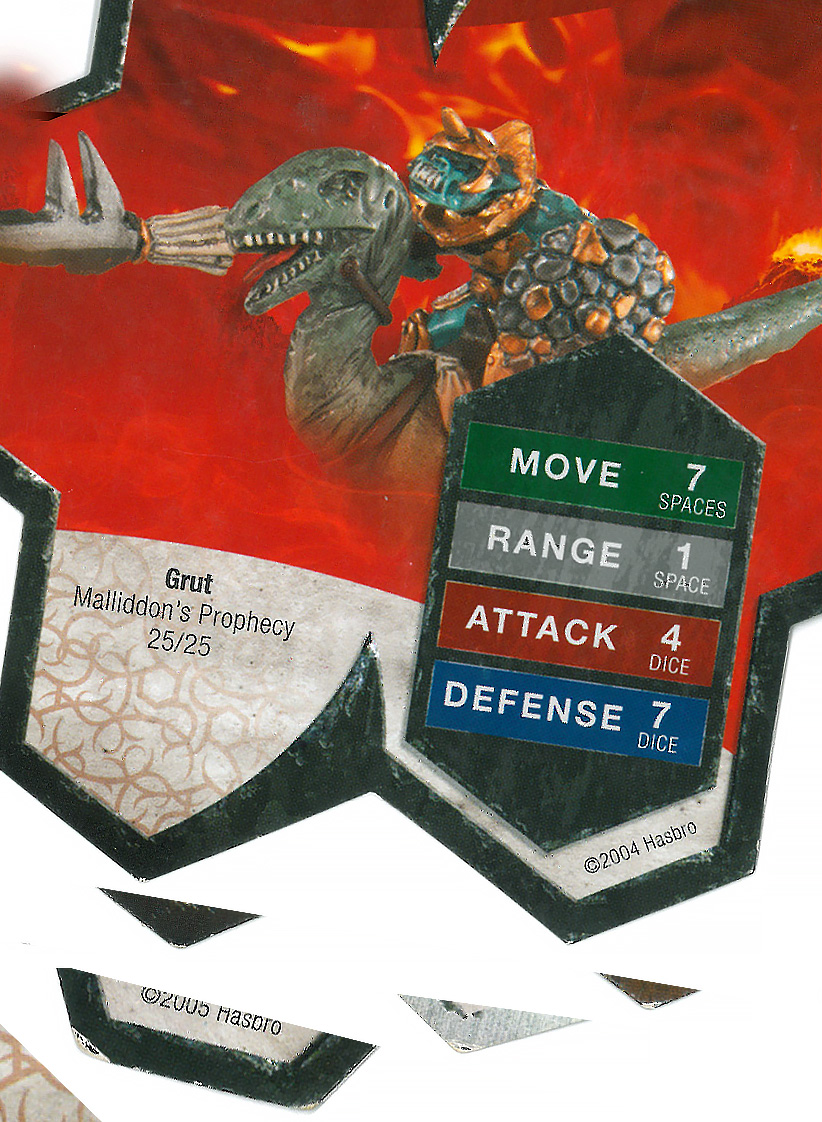 MOVE 7
SPACES
RANGE 1
SPACE
ATTACK 4
DICE
DEFENSE 7
DICE
Grut
Malliddon's Prophecy
25/25
©2004 Hasbro
©2005 Hasbro